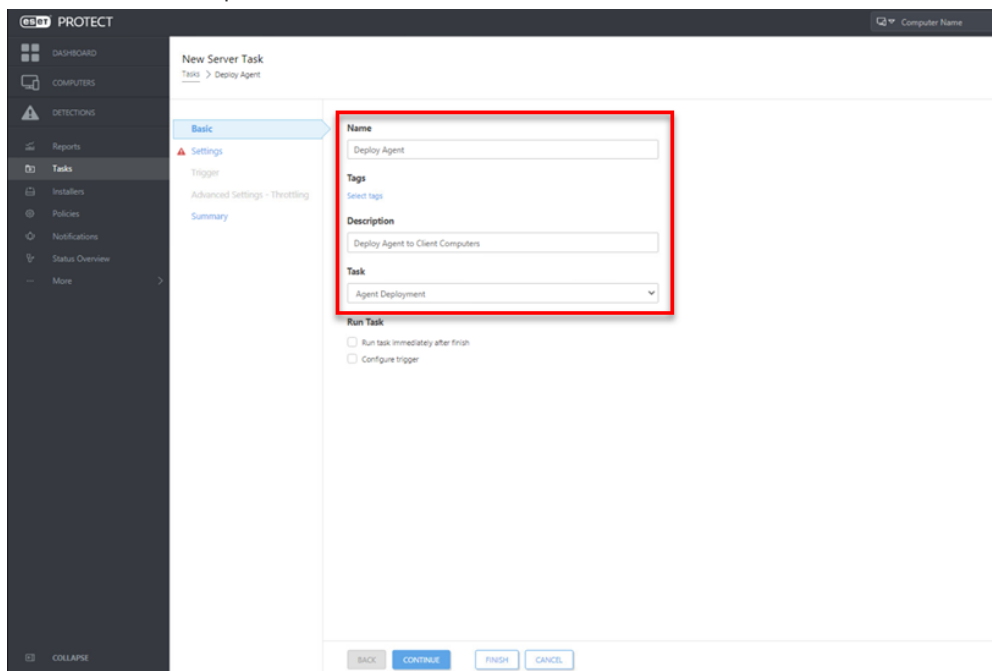 eset PROTECT
Computer Name
DASHBOARD
COMPUTERS
DETECTIONS
Reports
Tasks
Installers
Policies
Notifications
Status Overview
More
COLLAPSE
New Server Task
Tasks > Deploy Agent
Basic
Settings
Trigger
Advanced Settings - Throttling
Summary
Name
Deploy Agent
Tags
Select tags
Description
Deploy Agent to Client Computers
Task
Agent Deployment
Run Task
Run task immediately after finish
Configure trigger
BACK CONTINUE FINISH CANCEL